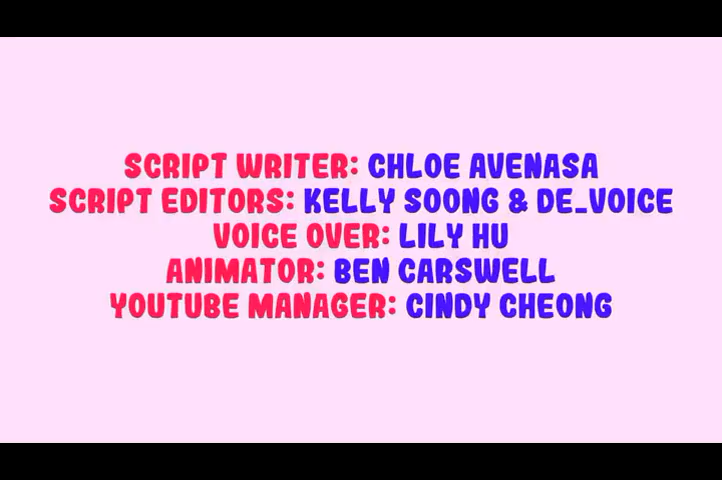 SCRIPT WRITER: CHLOE AVENASA
SCRIPT EDITORS: KELLY SOONG & DE_VOICE
VOICE OVER: LILY HU
ANIMATOR: BEN CARSWELL
YOUTUBE MANAGER: CINDY CHEONG